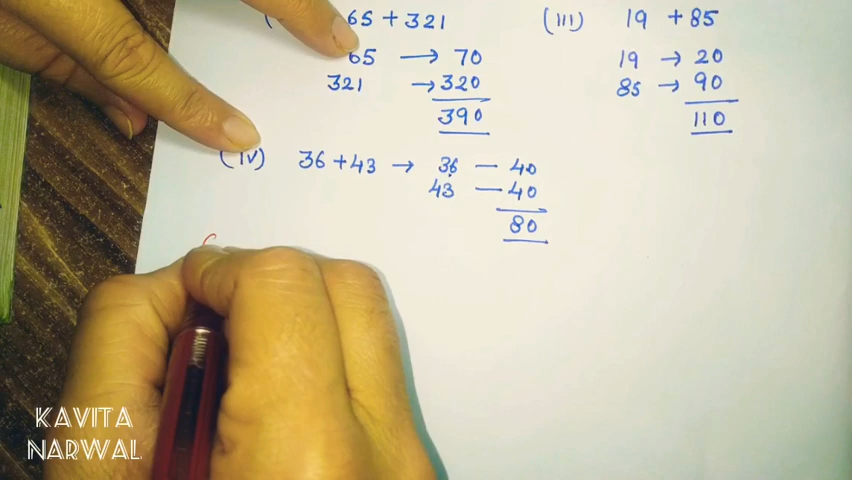 65 + 321
65 → 70
321 → 320
390
(III) 19 + 85
19 → 20
85 → 90
110
(IV) 36 + 43 → 36 — 40
43 — 40
80
KAVITA
NARWAL